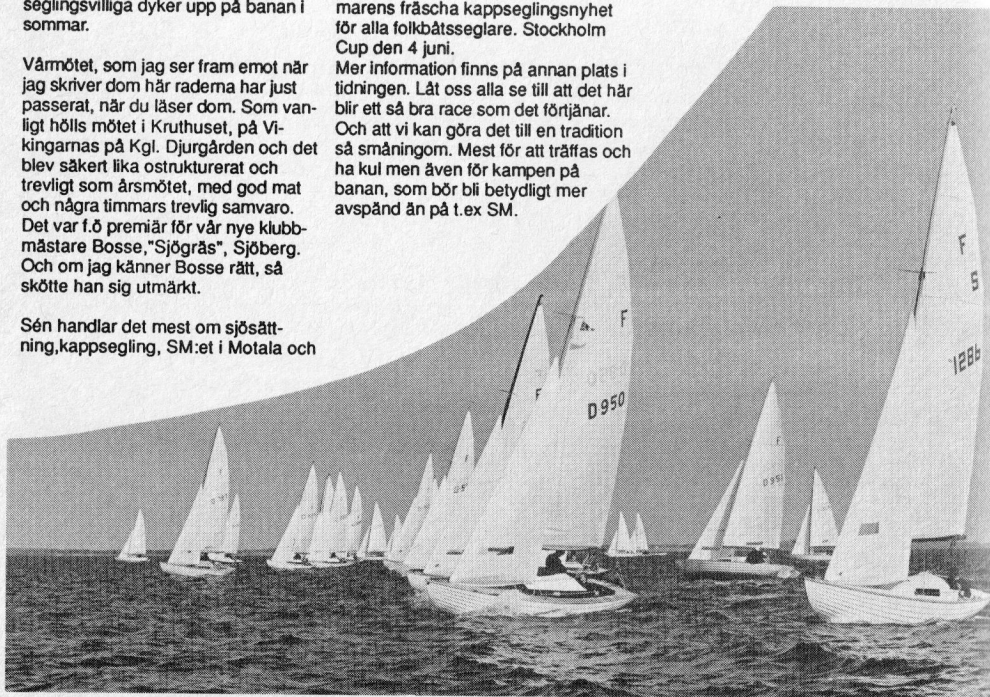 seglingsvilliga dyker upp på banan i
sommar.

Vårmötet, som jag ser fram emot när
jag skriver dom här raderna har just
passerat, när du läser dom. Som van-
ligt hölls mötet i Kruthuset, på Vi-
kingarnas på Kgl. Djurgården och det
blev säkert lika ostrukturerat och
trevligt som årsmötet, med god mat
och några timmars trevlig samvaro.
Det var f.ö premiär för vår nye klubb-
mästare Bosse,"Sjögräs", Sjöberg.
Och om jag känner Bosse rätt, så
skötte han sig utmärkt.

Sén handlar det mest om sjösätt-
ning,kappsegling, SM:et i Motala och
marens fräscha kappseglingsnyhet
för alla folkbåtsseglare. Stockholm
Cup den 4 juni.
Mer information finns på annan plats i
tidningen. Låt oss alla se till att det här
blir ett så bra race som det förtjänar.
Och att vi kan göra det till en tradition
så småningom. Mest för att träffas och
ha kul men även för kampen på
banan, som bör bli betydligt mer
avspänd än på t.ex SM.
F
D 950
F
F
S
1286
F
D 951